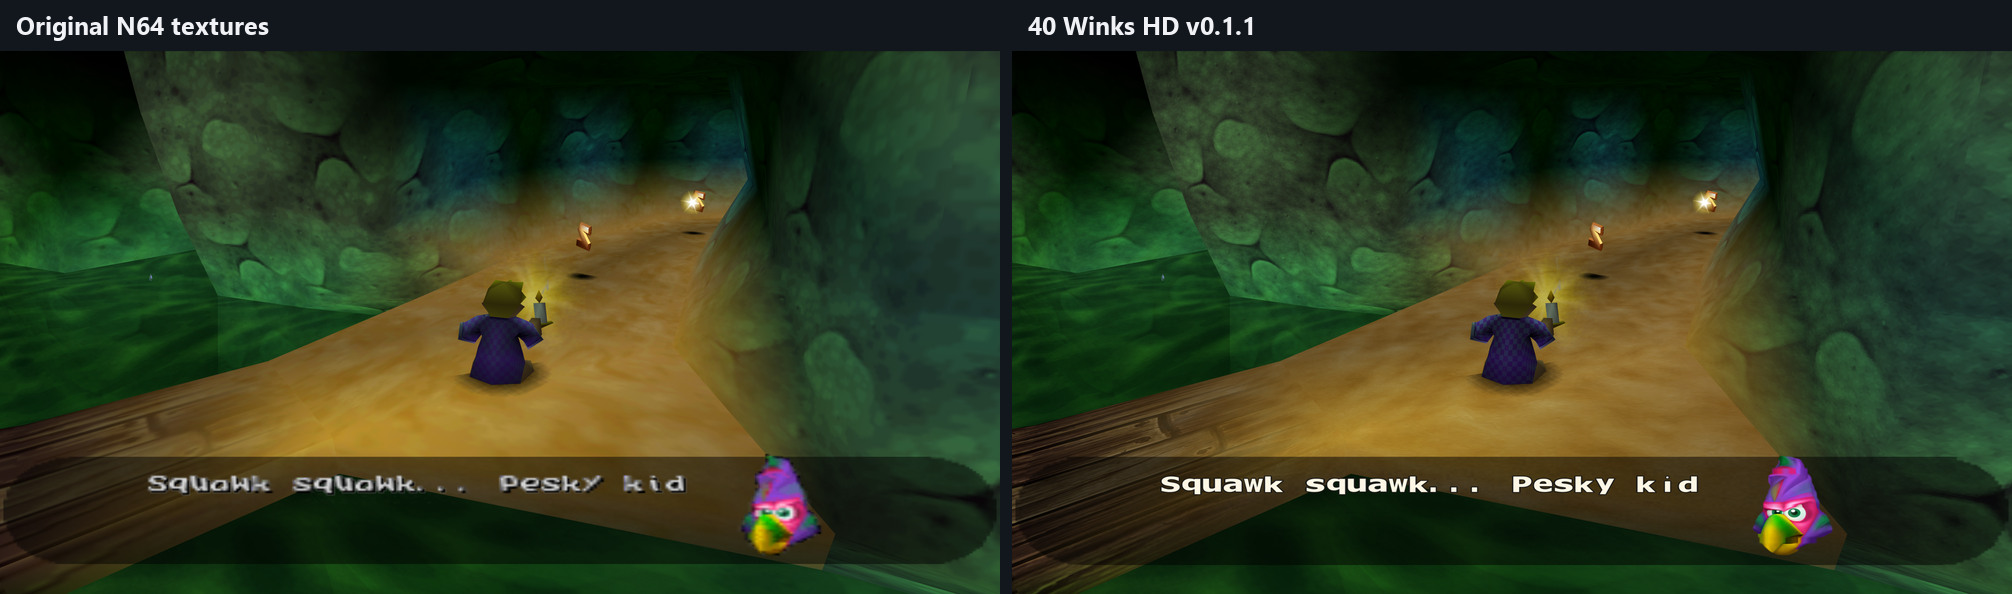 Original N64 textures
40 Winks HD v0.1.1
Squawk squawk... Pesky kid
Squawk squawk... Pesky kid